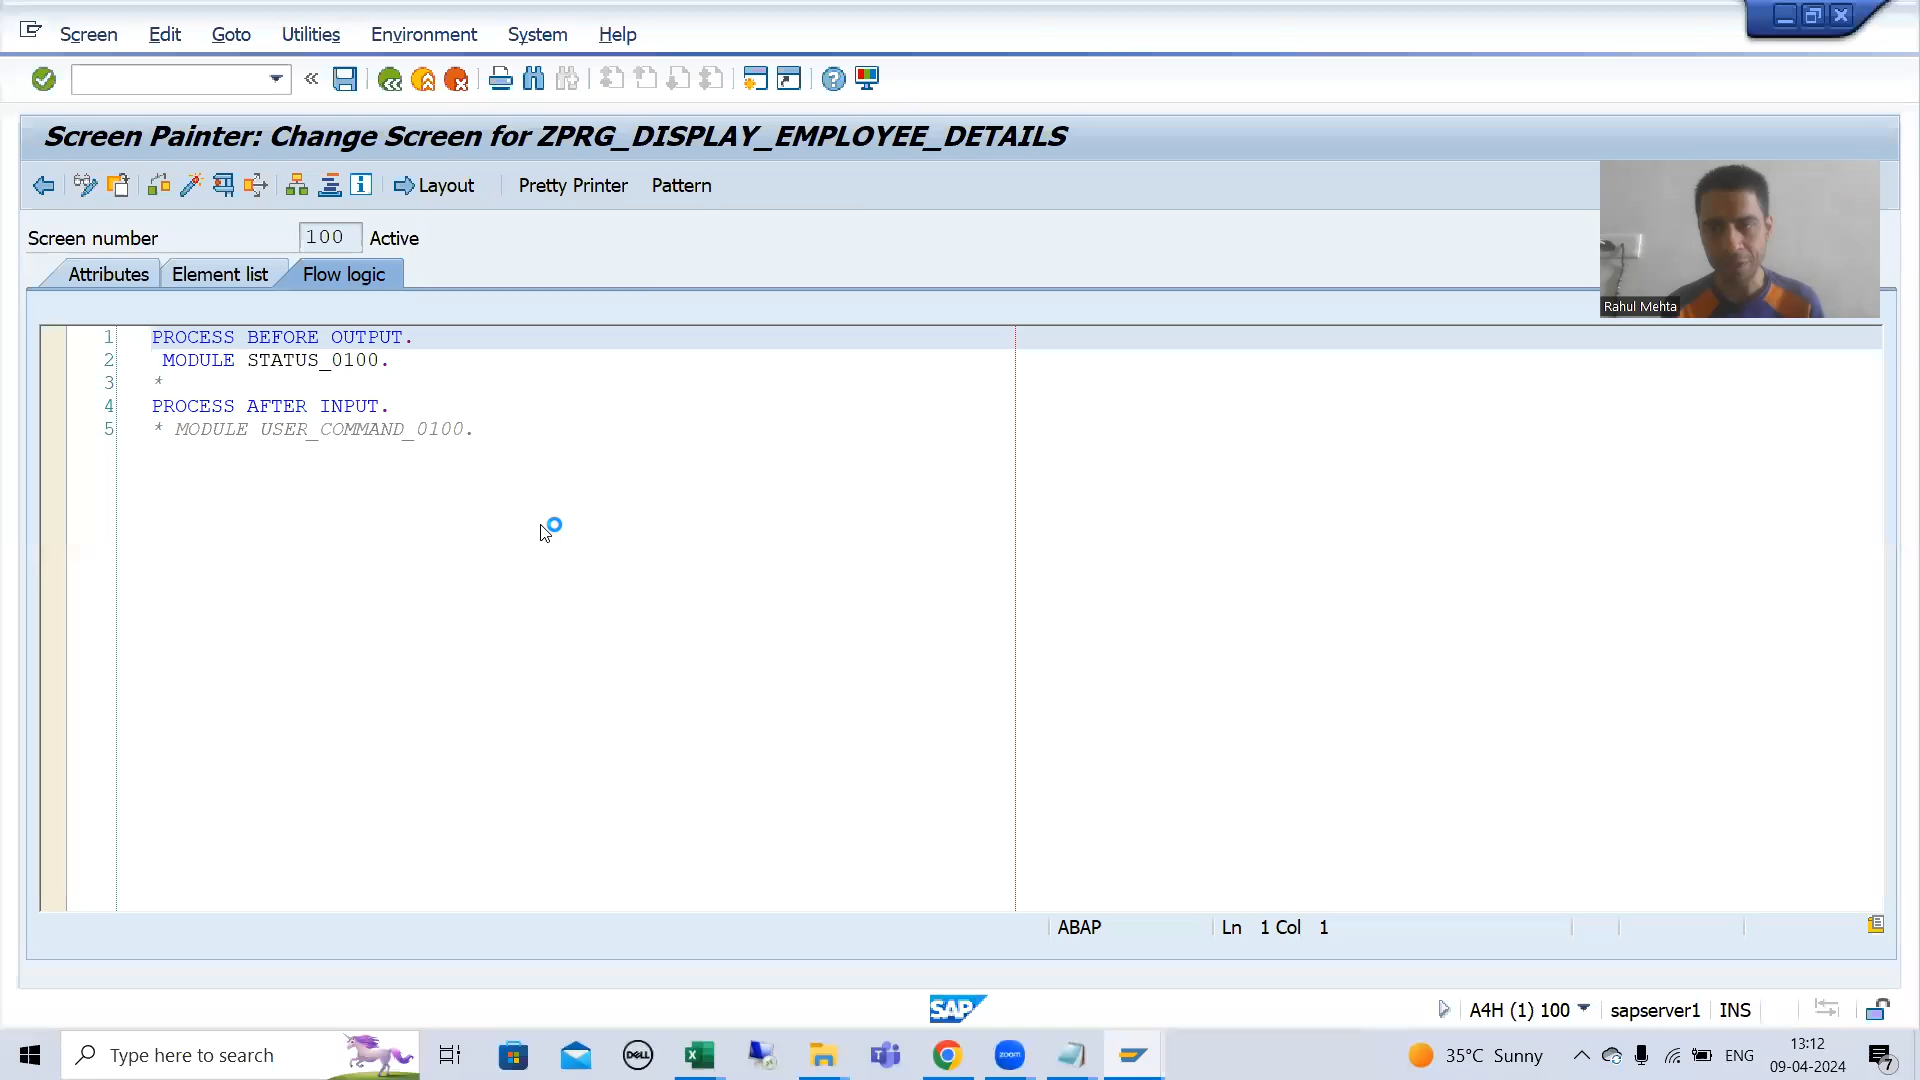 Screen Edit Goto Utilities Environment System Help
Screen Painter: Change Screen for ZPRG_DISPLAY_EMPLOYEE_DETAILS
Layout Pretty Printer Pattern
Screen number 100 Active
Attributes Element list Flow logic
Rahul Mehta
1 PROCESS BEFORE OUTPUT.
2 MODULE STATUS_0100.
3 *
4 PROCESS AFTER INPUT.
5 * MODULE USER_COMMAND_0100.
ABAP Ln 1 Col 1
SAP A4H (1) 100 sapserver1 INS
Type here to search DELL zoom 35°C Sunny ENG 13:12
09-04-2024 7